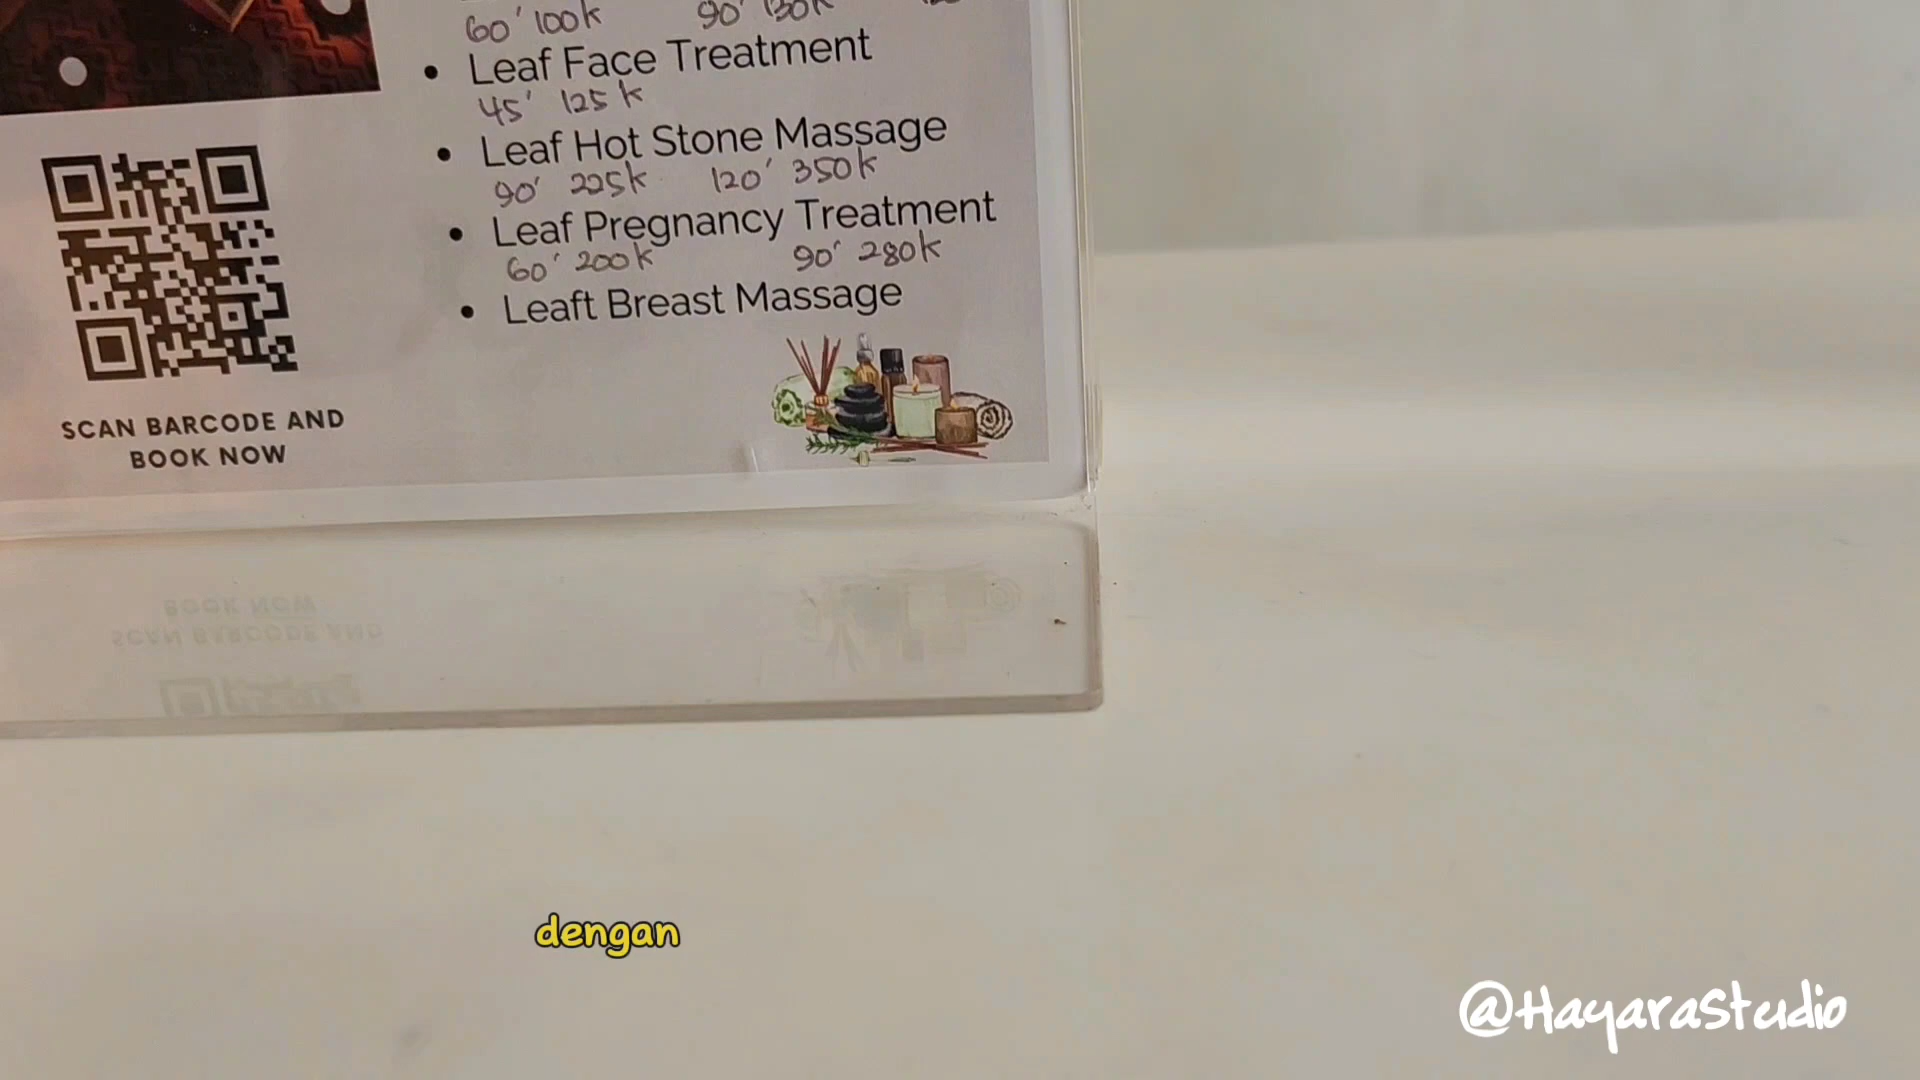 60' 100k 90' 130k
• Leaf Face Treatment
45' 125k
• Leaf Hot Stone Massage
90' 225k 120' 350k
• Leaf Pregnancy Treatment
60' 200k 90' 280k
• Leaft Breast Massage
SCAN BARCODE AND
BOOK NOW
dengan
@HayaraStudio